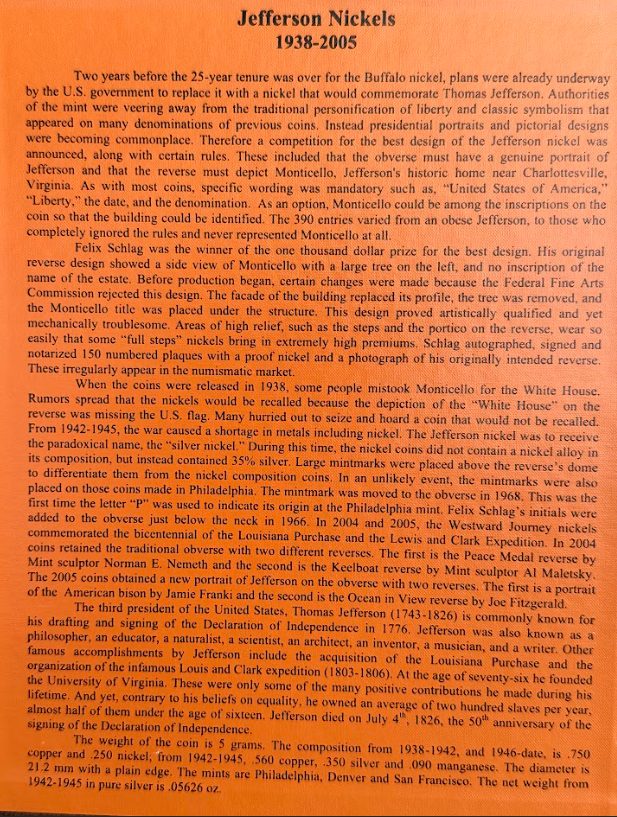 Jefferson Nickels
1938-2005
Two years before the 25-year tenure was over for the Buffalo nickel, plans were already underway
by the U.S. government to replace it with a nickel that would commemorate Thomas Jefferson. Authorities
of the mint were veering away from the traditional personification of liberty and classic symbolism that
appeared on many denominations of previous coins. Instead presidential portraits and pictorial designs
were becoming commonplace. Therefore a competition for the best design of the Jefferson nickel was
announced, along with certain rules. These included that the obverse must have a genuine portrait of
Jefferson and that the reverse must depict Monticello, Jefferson's historic home near Charlottesville,
Virginia. As with most coins, specific wording was mandatory such as, "United States of America,"
"Liberty," the date, and the denomination. As an option, Monticello could be among the inscriptions on the
coin so that the building could be identified. The 390 entries varied from an obese Jefferson, to those who
completely ignored the rules and never represented Monticello at all.
Felix Schlag was the winner of the one thousand dollar prize for the best design. His original
reverse design showed a side view of Monticello with a large tree on the left, and no inscription of the
name of the estate. Before production began, certain changes were made because the Federal Fine Arts
Commission rejected this design. The facade of the building replaced its profile, the tree was removed, and
the Monticello title was placed under the structure. This design proved artistically qualified and yet
mechanically troublesome. Areas of high relief, such as the steps and the portico on the reverse, wear so
easily that some "full steps" nickels bring in extremely high premiums. Schlag autographed, signed and
notarized 150 numbered plaques with a proof nickel and a photograph of his originally intended reverse.
These irregularly appear in the numismatic market.
When the coins were released in 1938, some people mistook Monticello for the White House.
Rumors spread that the nickels would be recalled because the depiction of the "White House" on the
reverse was missing the U.S. flag. Many hurried out to seize and hoard a coin that would not be recalled.
From 1942-1945, the war caused a shortage in metals including nickel. The Jefferson nickel was to receive
the paradoxical name, the "silver nickel." During this time, the nickel coins did not contain a nickel alloy in
its composition, but instead contained 35% silver. Large mintmarks were placed above the reverse's dome
to differentiate them from the nickel composition coins. In an unlikely event, the mintmarks were also
placed on those coins made in Philadelphia. The mintmark was moved to the obverse in 1968. This was the
first time the letter "P" was used to indicate its origin at the Philadelphia mint. Felix Schlag's initials were
added to the obverse just below the neck in 1966. In 2004 and 2005, the Westward Journey nickels
commemorated the bicentennial of the Louisiana Purchase and the Lewis and Clark Expedition. In 2004
coins retained the traditional obverse with two different reverses. The first is the Peace Medal reverse by
Mint sculptor Norman E. Nemeth and the second is the Keelboat reverse by Mint sculptor Al Maletsky.
The 2005 coins obtained a new portrait of Jefferson on the obverse with two reverses. The first is a portrait
of the American bison by Jamie Franki and the second is the Ocean in View reverse by Joe Fitzgerald.
The third president of the United States, Thomas Jefferson (1743-1826) is commonly known for
his drafting and signing of the Declaration of Independence in 1776. Jefferson was also known as a
philosopher, an educator, a naturalist, a scientist, an architect, an inventor, a musician, and a writer. Other
famous accomplishments by Jefferson include the acquisition of the Louisiana Purchase and the
organization of the infamous Louis and Clark expedition (1803-1806). At the age of seventy-six he founded
the University of Virginia. These were only some of the many positive contributions he made during his
lifetime. And yet, contrary to his beliefs on equality, he owned an average of two hundred slaves per year,
almost half of them under the age of sixteen. Jefferson died on July 4th, 1826, the 50th anniversary of the
signing of the Declaration of Independence.
The weight of the coin is 5 grams. The composition from 1938-1942, and 1946-date, is .750
copper and .250 nickel; from 1942-1945, .560 copper, .350 silver and .090 manganese. The diameter is
21.2 mm with a plain edge. The mints are Philadelphia, Denver and San Francisco. The net weight from
1942-1945 in pure silver is .05626 oz.